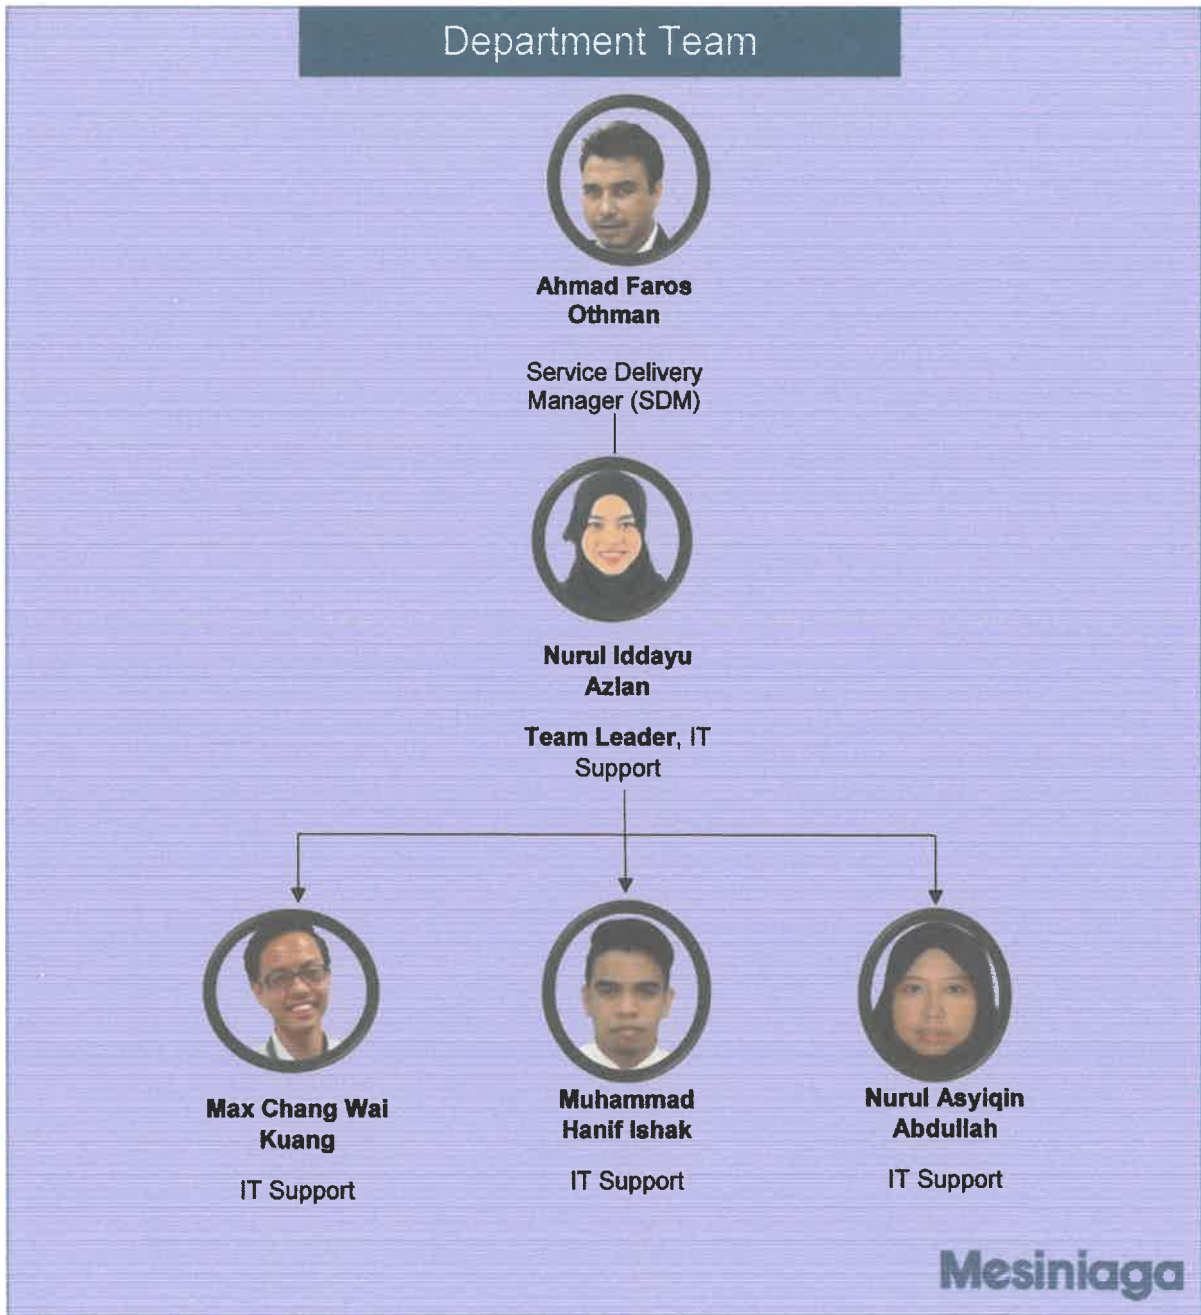 Department Team
Ahmad Faros
Othman
Service Delivery
Manager (SDM)
Nurul Iddayu
Azlan
Team Leader, IT
Support
Max Chang Wai
Kuang
IT Support
Muhammad
Hanif Ishak
IT Support
Nurul Asyiqin
Abdullah
IT Support
Mesiniaga